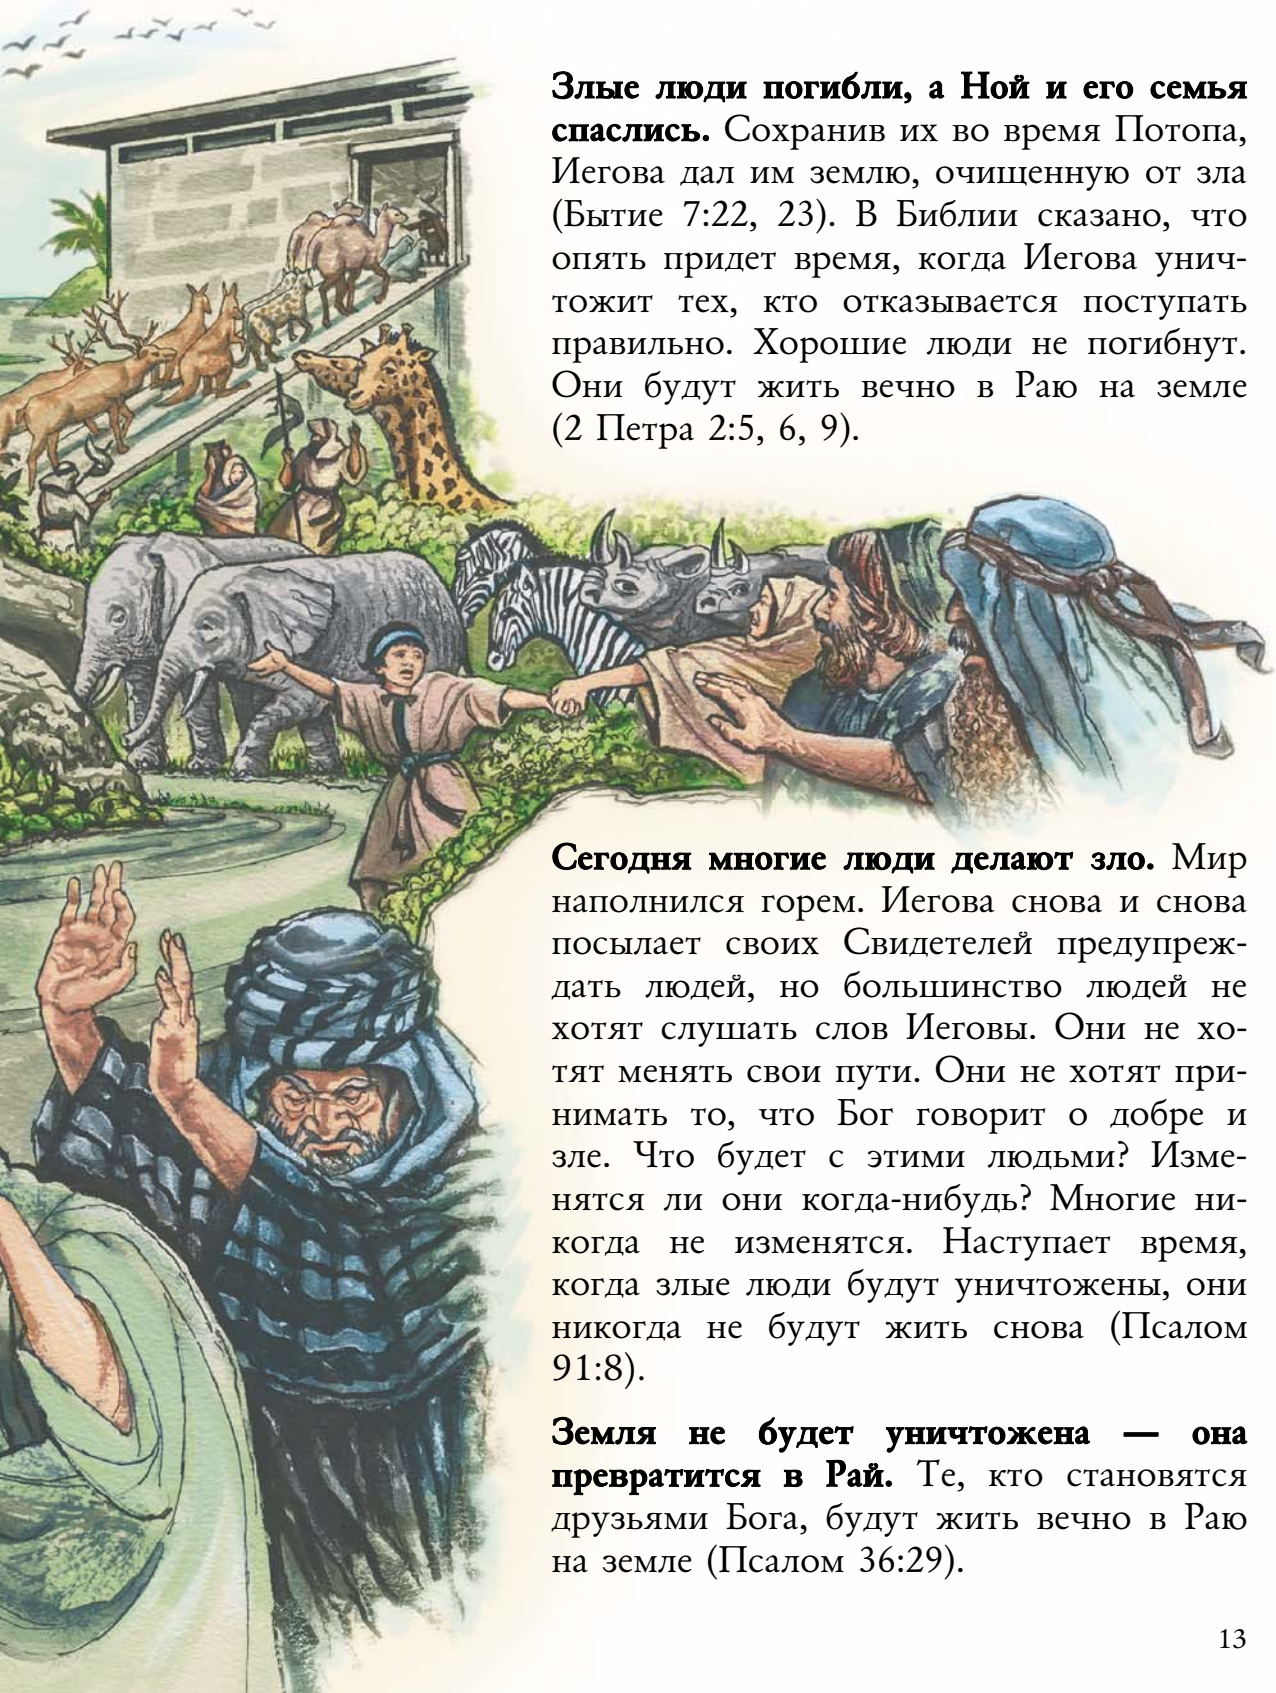 Злые люди погибли, а Ной и его семья
спаслись. Сохранив их во время Потопа,
Иегова дал им землю, очищенную от зла
(Бытие 7:22, 23). В Библии сказано, что
опять придет время, когда Иегова унич-
тожит тех, кто отказывается поступать
правильно. Хорошие люди не погибнут.
Они будут жить вечно в Раю на земле
(2 Петра 2:5, 6, 9).
Сегодня многие люди делают зло. Мир
наполнился горем. Иегова снова и снова
посылает своих Свидетелей предупреж-
дать людей, но большинство людей не
хотят слушать слов Иеговы. Они не хо-
тят менять свои пути. Они не хотят при-
нимать то, что Бог говорит о добре и
зле. Что будет с этими людьми? Изме-
нятся ли они когда-нибудь? Многие ни-
когда не изменятся. Наступает время,
когда злые люди будут уничтожены, они
никогда не будут жить снова (Псалом
91:8).
Земля не будет уничтожена — она
превратится в Рай. Те, кто становятся
друзьями Бога, будут жить вечно в Раю
на земле (Псалом 36:29).
13